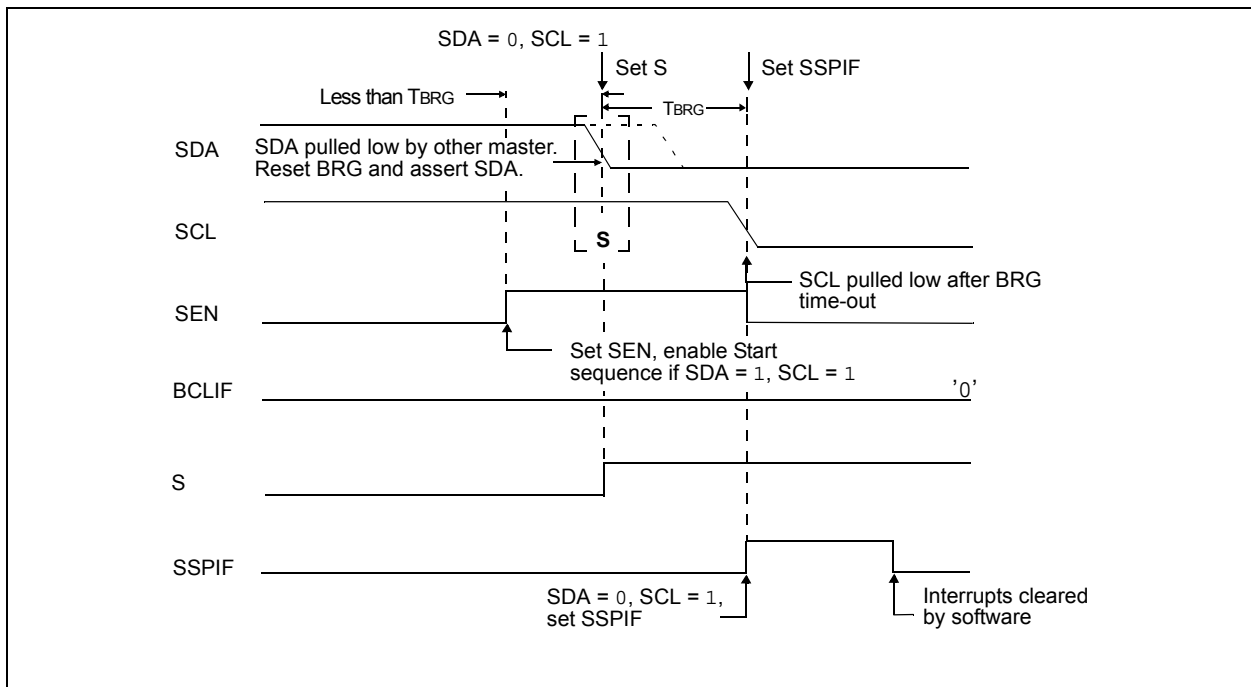 SDA = 0, SCL = 1
Set S
Set SSPIF
Less than TBRG
TBRG
SDA
SDA pulled low by other master.
Reset BRG and assert SDA.
SCL
S
SCL pulled low after BRG
time-out
SEN
Set SEN, enable Start
sequence if SDA = 1, SCL = 1
BCLIF
'0'
S
SSPIF
SDA = 0, SCL = 1,
set SSPIF
Interrupts cleared
by software